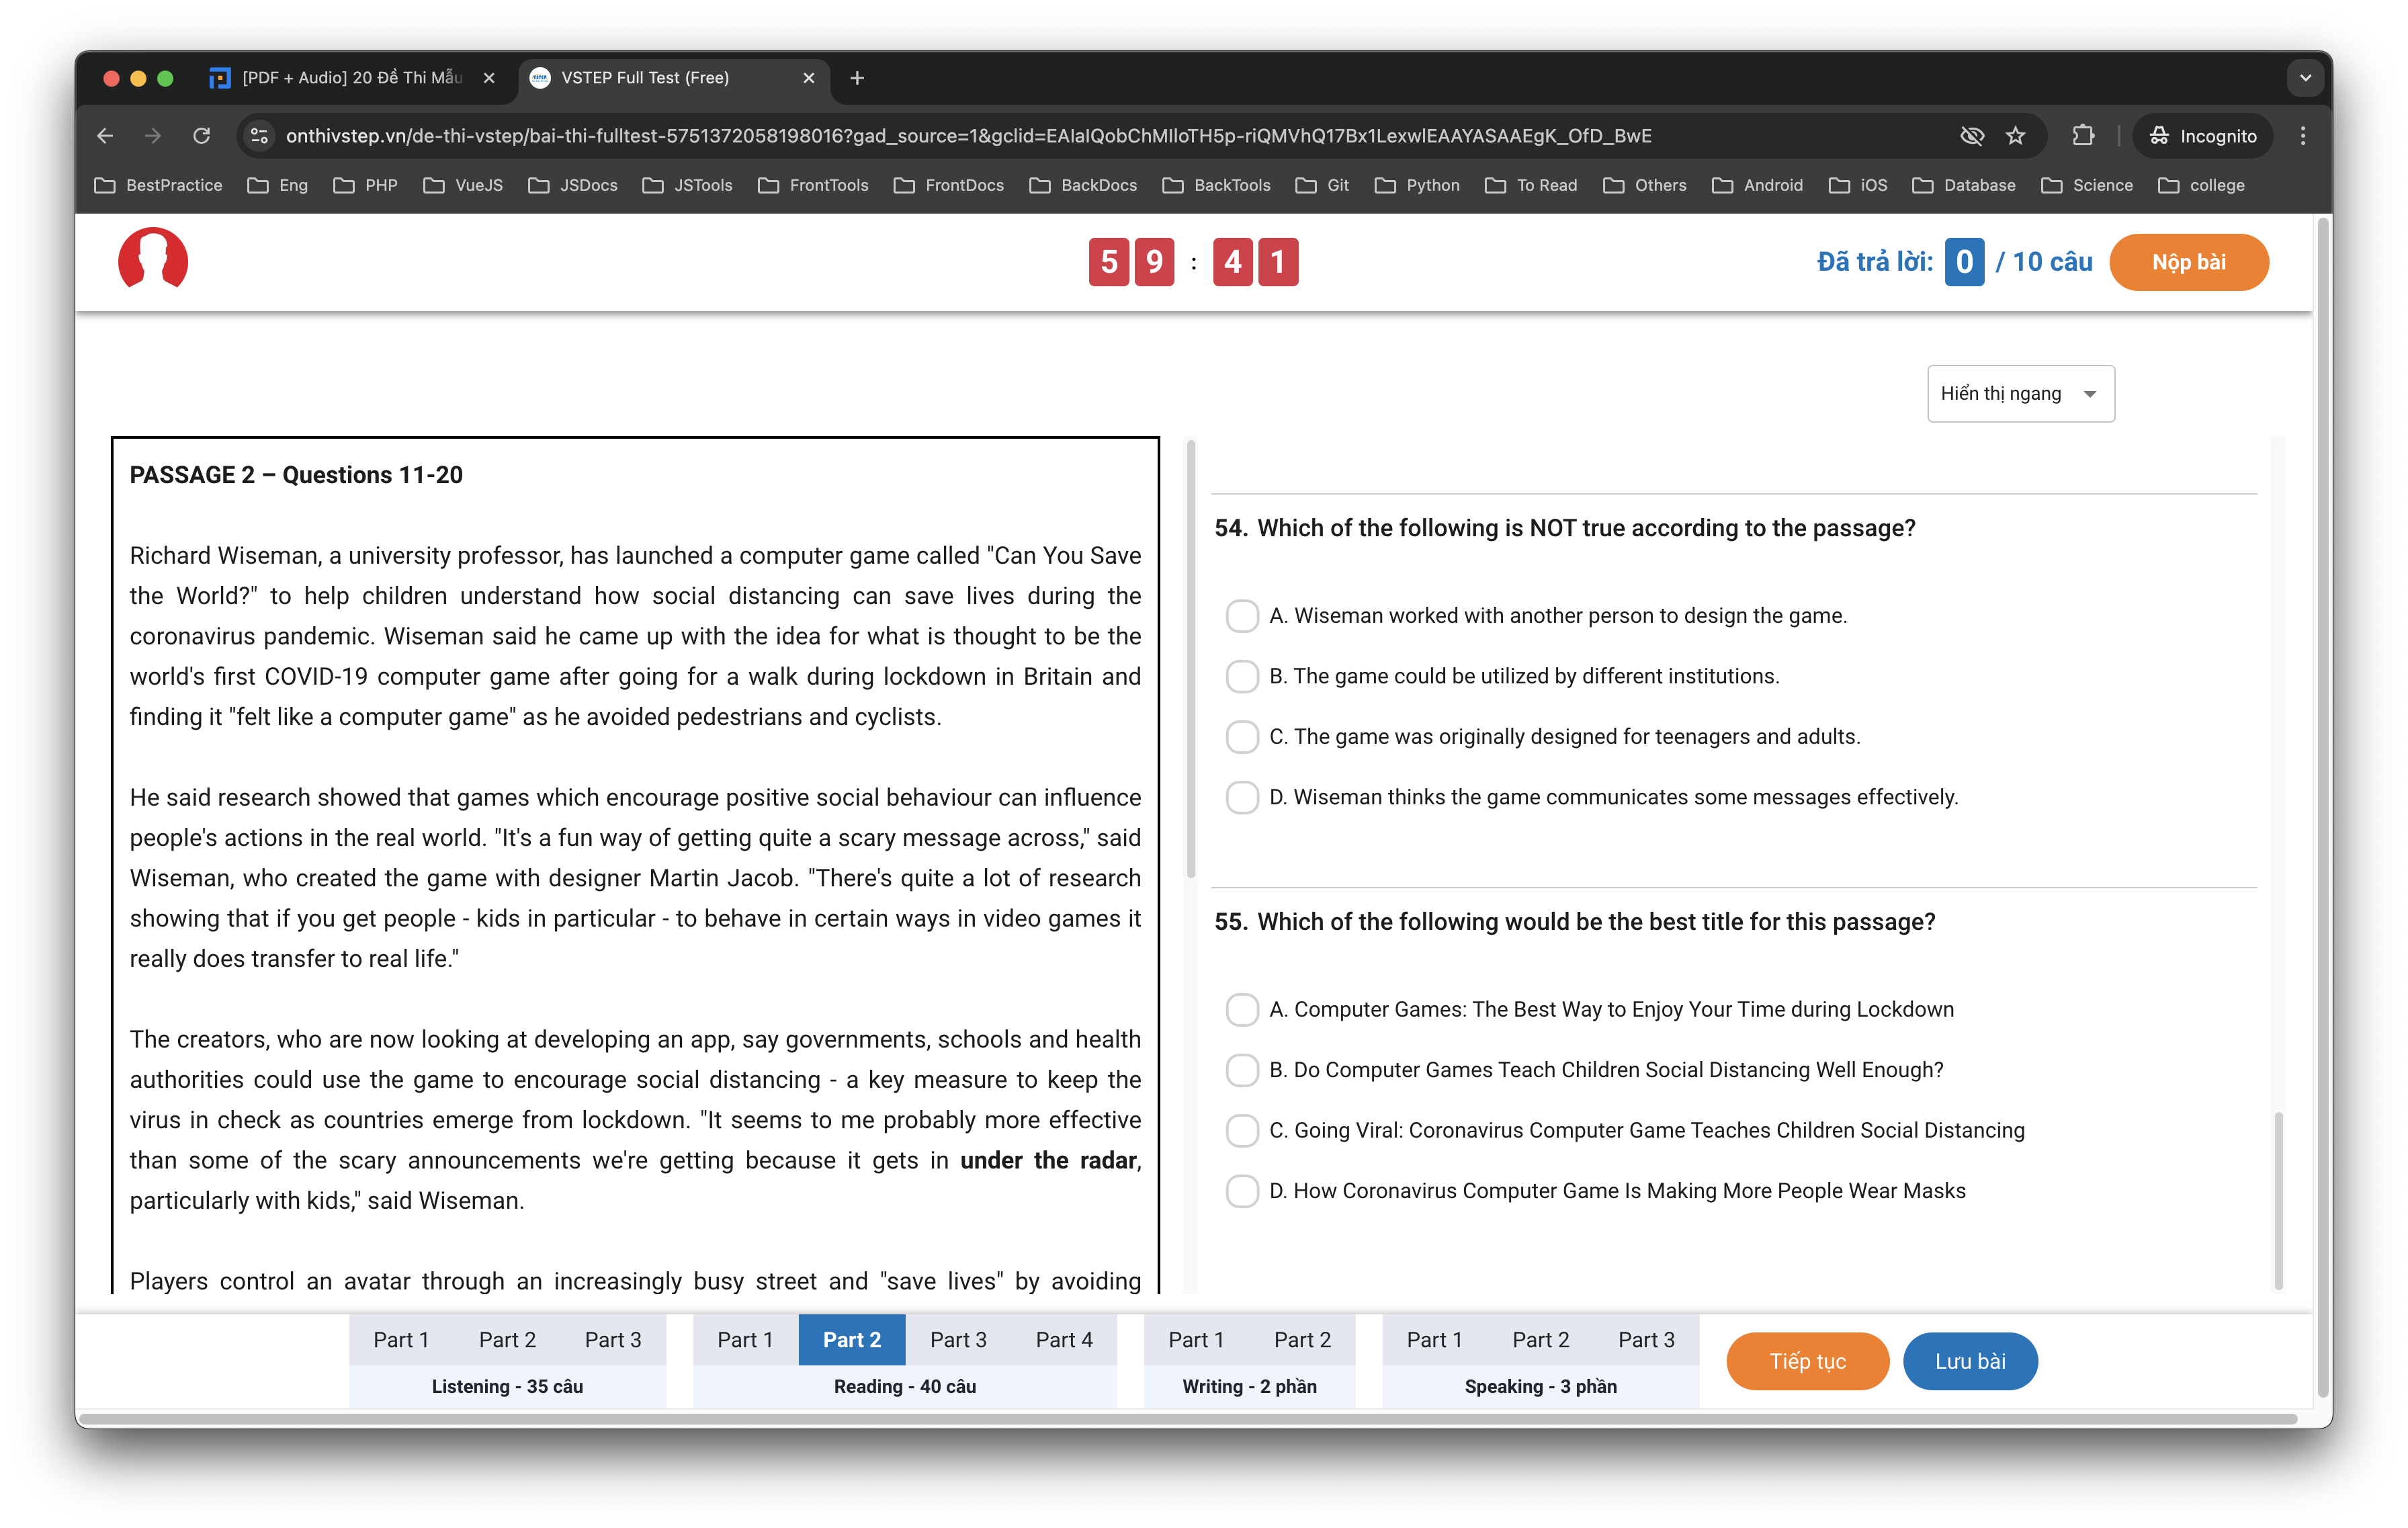 [PDF + Audio] 20 Đề Thi Mẫu
VSTEP Full Test (Free)
onthivstep.vn/de-thi-vstep/bai-thi-fulltest-5751372058198016?gad_source=1&gclid=EAIaIQobChMIloTH5p-riQMVhQ17Bx1LexwlEAAYASAAEgK_OfD_BwE
Incognito
BestPractice Eng PHP VueJS JSDocs JSTools FrontTools FrontDocs BackDocs BackTools Git Python To Read Others Android iOS Database Science college
59 : 41
Đã trả lời: 0 / 10 câu
Nộp bài
Hiển thị ngang
PASSAGE 2 – Questions 11-20
Richard Wiseman, a university professor, has launched a computer game called "Can You Save
the World?" to help children understand how social distancing can save lives during the
coronavirus pandemic. Wiseman said he came up with the idea for what is thought to be the
world's first COVID-19 computer game after going for a walk during lockdown in Britain and
finding it "felt like a computer game" as he avoided pedestrians and cyclists.
He said research showed that games which encourage positive social behaviour can influence
people's actions in the real world. "It's a fun way of getting quite a scary message across," said
Wiseman, who created the game with designer Martin Jacob. "There's quite a lot of research
showing that if you get people - kids in particular - to behave in certain ways in video games it
really does transfer to real life."
The creators, who are now looking at developing an app, say governments, schools and health
authorities could use the game to encourage social distancing - a key measure to keep the
virus in check as countries emerge from lockdown. "It seems to me probably more effective
than some of the scary announcements we're getting because it gets in under the radar,
particularly with kids," said Wiseman.
Players control an avatar through an increasingly busy street and "save lives" by avoiding
54. Which of the following is NOT true according to the passage?
A. Wiseman worked with another person to design the game.
B. The game could be utilized by different institutions.
C. The game was originally designed for teenagers and adults.
D. Wiseman thinks the game communicates some messages effectively.
55. Which of the following would be the best title for this passage?
A. Computer Games: The Best Way to Enjoy Your Time during Lockdown
B. Do Computer Games Teach Children Social Distancing Well Enough?
C. Going Viral: Coronavirus Computer Game Teaches Children Social Distancing
D. How Coronavirus Computer Game Is Making More People Wear Masks
Part 1 Part 2 Part 3
Listening - 35 câu
Part 1 Part 2 Part 3 Part 4
Reading - 40 câu
Part 1 Part 2
Writing - 2 phần
Part 1 Part 2 Part 3
Speaking - 3 phần
Tiếp tục
Lưu bài